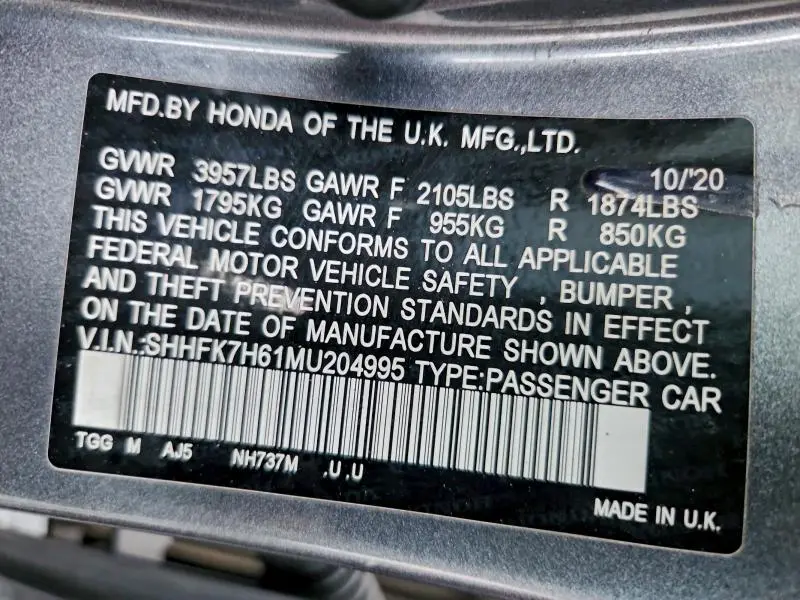 MFD.BY HONDA OF THE U.K. MFG.,LTD.
10/'20
GVWR 3957LBS GAWR F 2105LBS R 1874LBS
GVWR 1795KG GAWR F 955KG R 850KG
THIS VEHICLE CONFORMS TO ALL APPLICABLE
FEDERAL MOTOR VEHICLE SAFETY , BUMPER ,
AND THEFT PREVENTION STANDARDS IN EFFECT
ON THE DATE OF MANUFACTURE SHOWN ABOVE.
V.I.N.:SHHFK7H61MU204995 TYPE:PASSENGER CAR
TGG M AJ5 NH737M .U .U
MADE IN U.K.